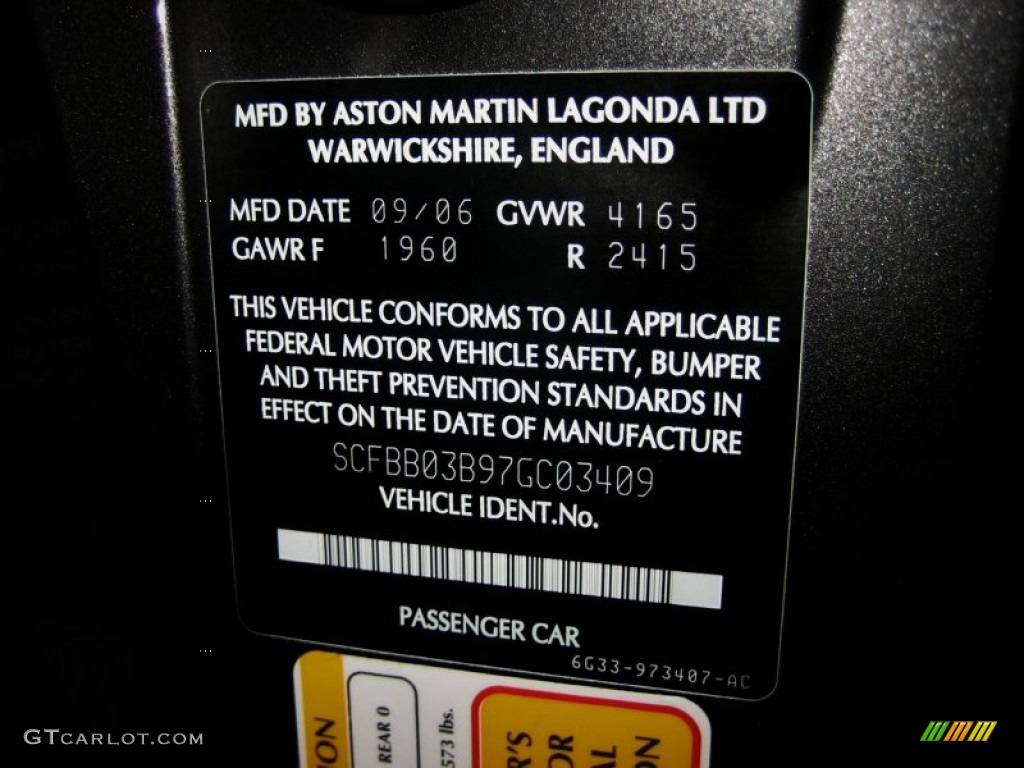 MFD BY ASTON MARTIN LAGONDA LTD
WARWICKSHIRE, ENGLAND
MFD DATE 09/06 GVWR 4165
GAWR F 1960 R 2415
THIS VEHICLE CONFORMS TO ALL APPLICABLE
FEDERAL MOTOR VEHICLE SAFETY, BUMPER
AND THEFT PREVENTION STANDARDS IN
EFFECT ON THE DATE OF MANUFACTURE
SCFBB03B97GC03409
VEHICLE IDENT.No.
PASSENGER CAR
6G33-973407-AC
REAR 0
573 lbs.
GTCARLOT.COM